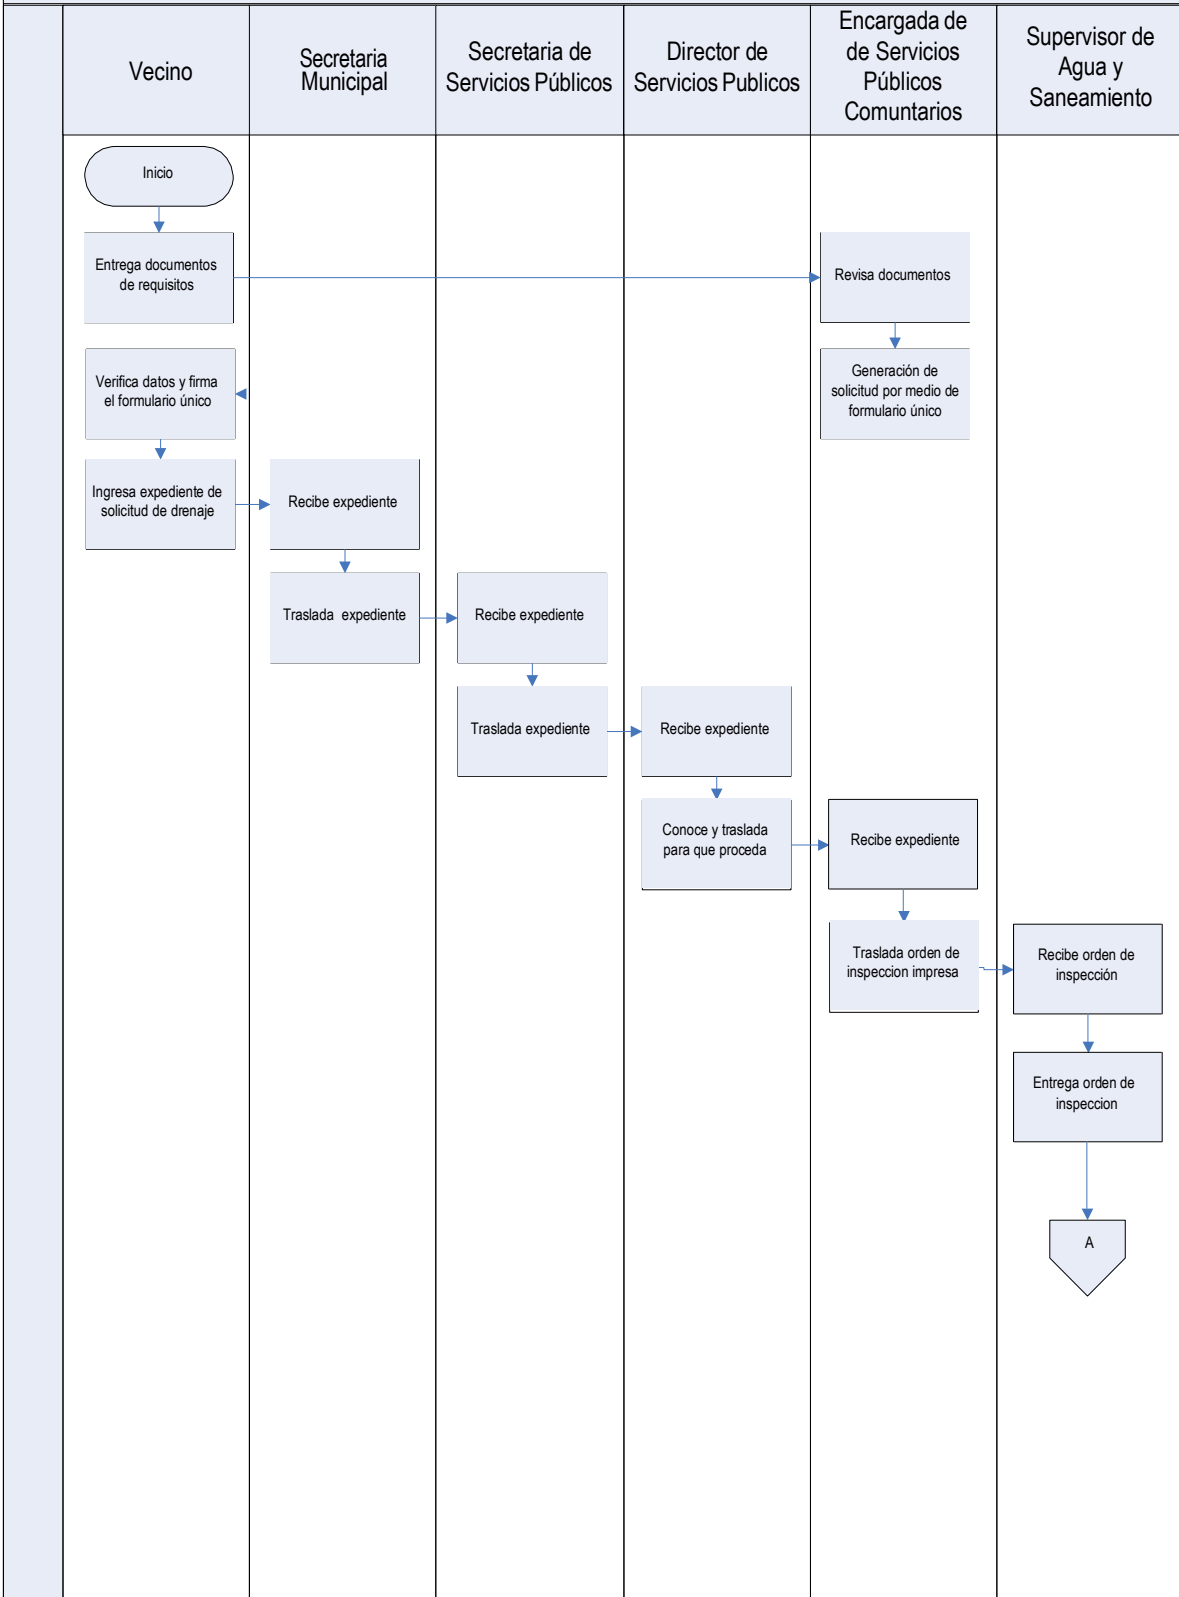 Vecino
Secretaria
Municipal
Secretaria de
Servicios Públicos
Director de
Servicios Publicos
Encargada de
de Servicios
Públicos
Comuntarios
Supervisor de
Agua y
Saneamiento
Inicio
Entrega documentos
de requisitos
Revisa documentos
Verifica datos y firma
el formulario único
Generación de
solicitud por medio de
formulario único
Ingresa expediente de
solicitud de drenaje
Recibe expediente
Traslada expediente
Recibe expediente
Traslada expediente
Recibe expediente
Conoce y traslada
para que proceda
Recibe expediente
Traslada orden de
inspeccion impresa
Recibe orden de
inspección
Entrega orden de
inspeccion
A